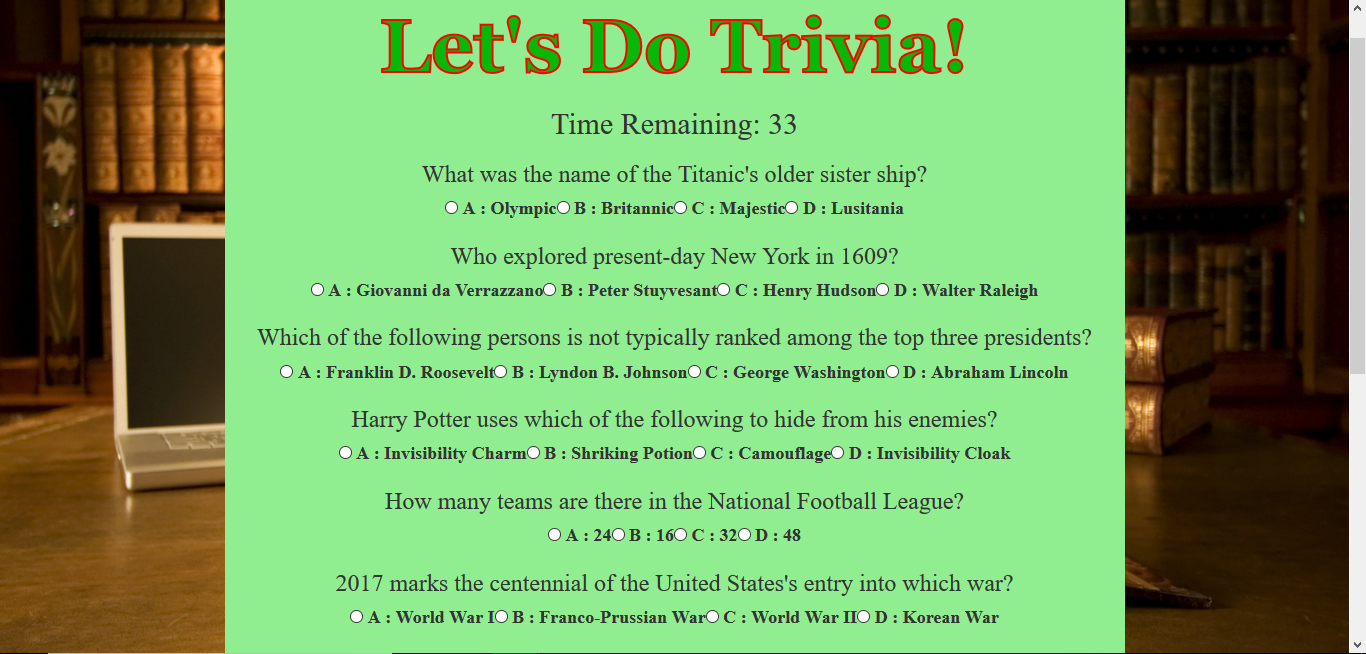 Let's Do Trivia!
Time Remaining: 33
What was the name of the Titanic's older sister ship?
A : Olympic B : Britannic C : Majestic D : Lusitania
Who explored present-day New York in 1609?
A : Giovanni da Verrazzano B : Peter Stuyvesant C : Henry Hudson D : Walter Raleigh
Which of the following persons is not typically ranked among the top three presidents?
A : Franklin D. Roosevelt B : Lyndon B. Johnson C : George Washington D : Abraham Lincoln
Harry Potter uses which of the following to hide from his enemies?
A : Invisibility Charm B : Shriking Potion C : Camouflage D : Invisibility Cloak
How many teams are there in the National Football League?
A : 24 B : 16 C : 32 D : 48
2017 marks the centennial of the United States's entry into which war?
A : World War I B : Franco-Prussian War C : World War II D : Korean War